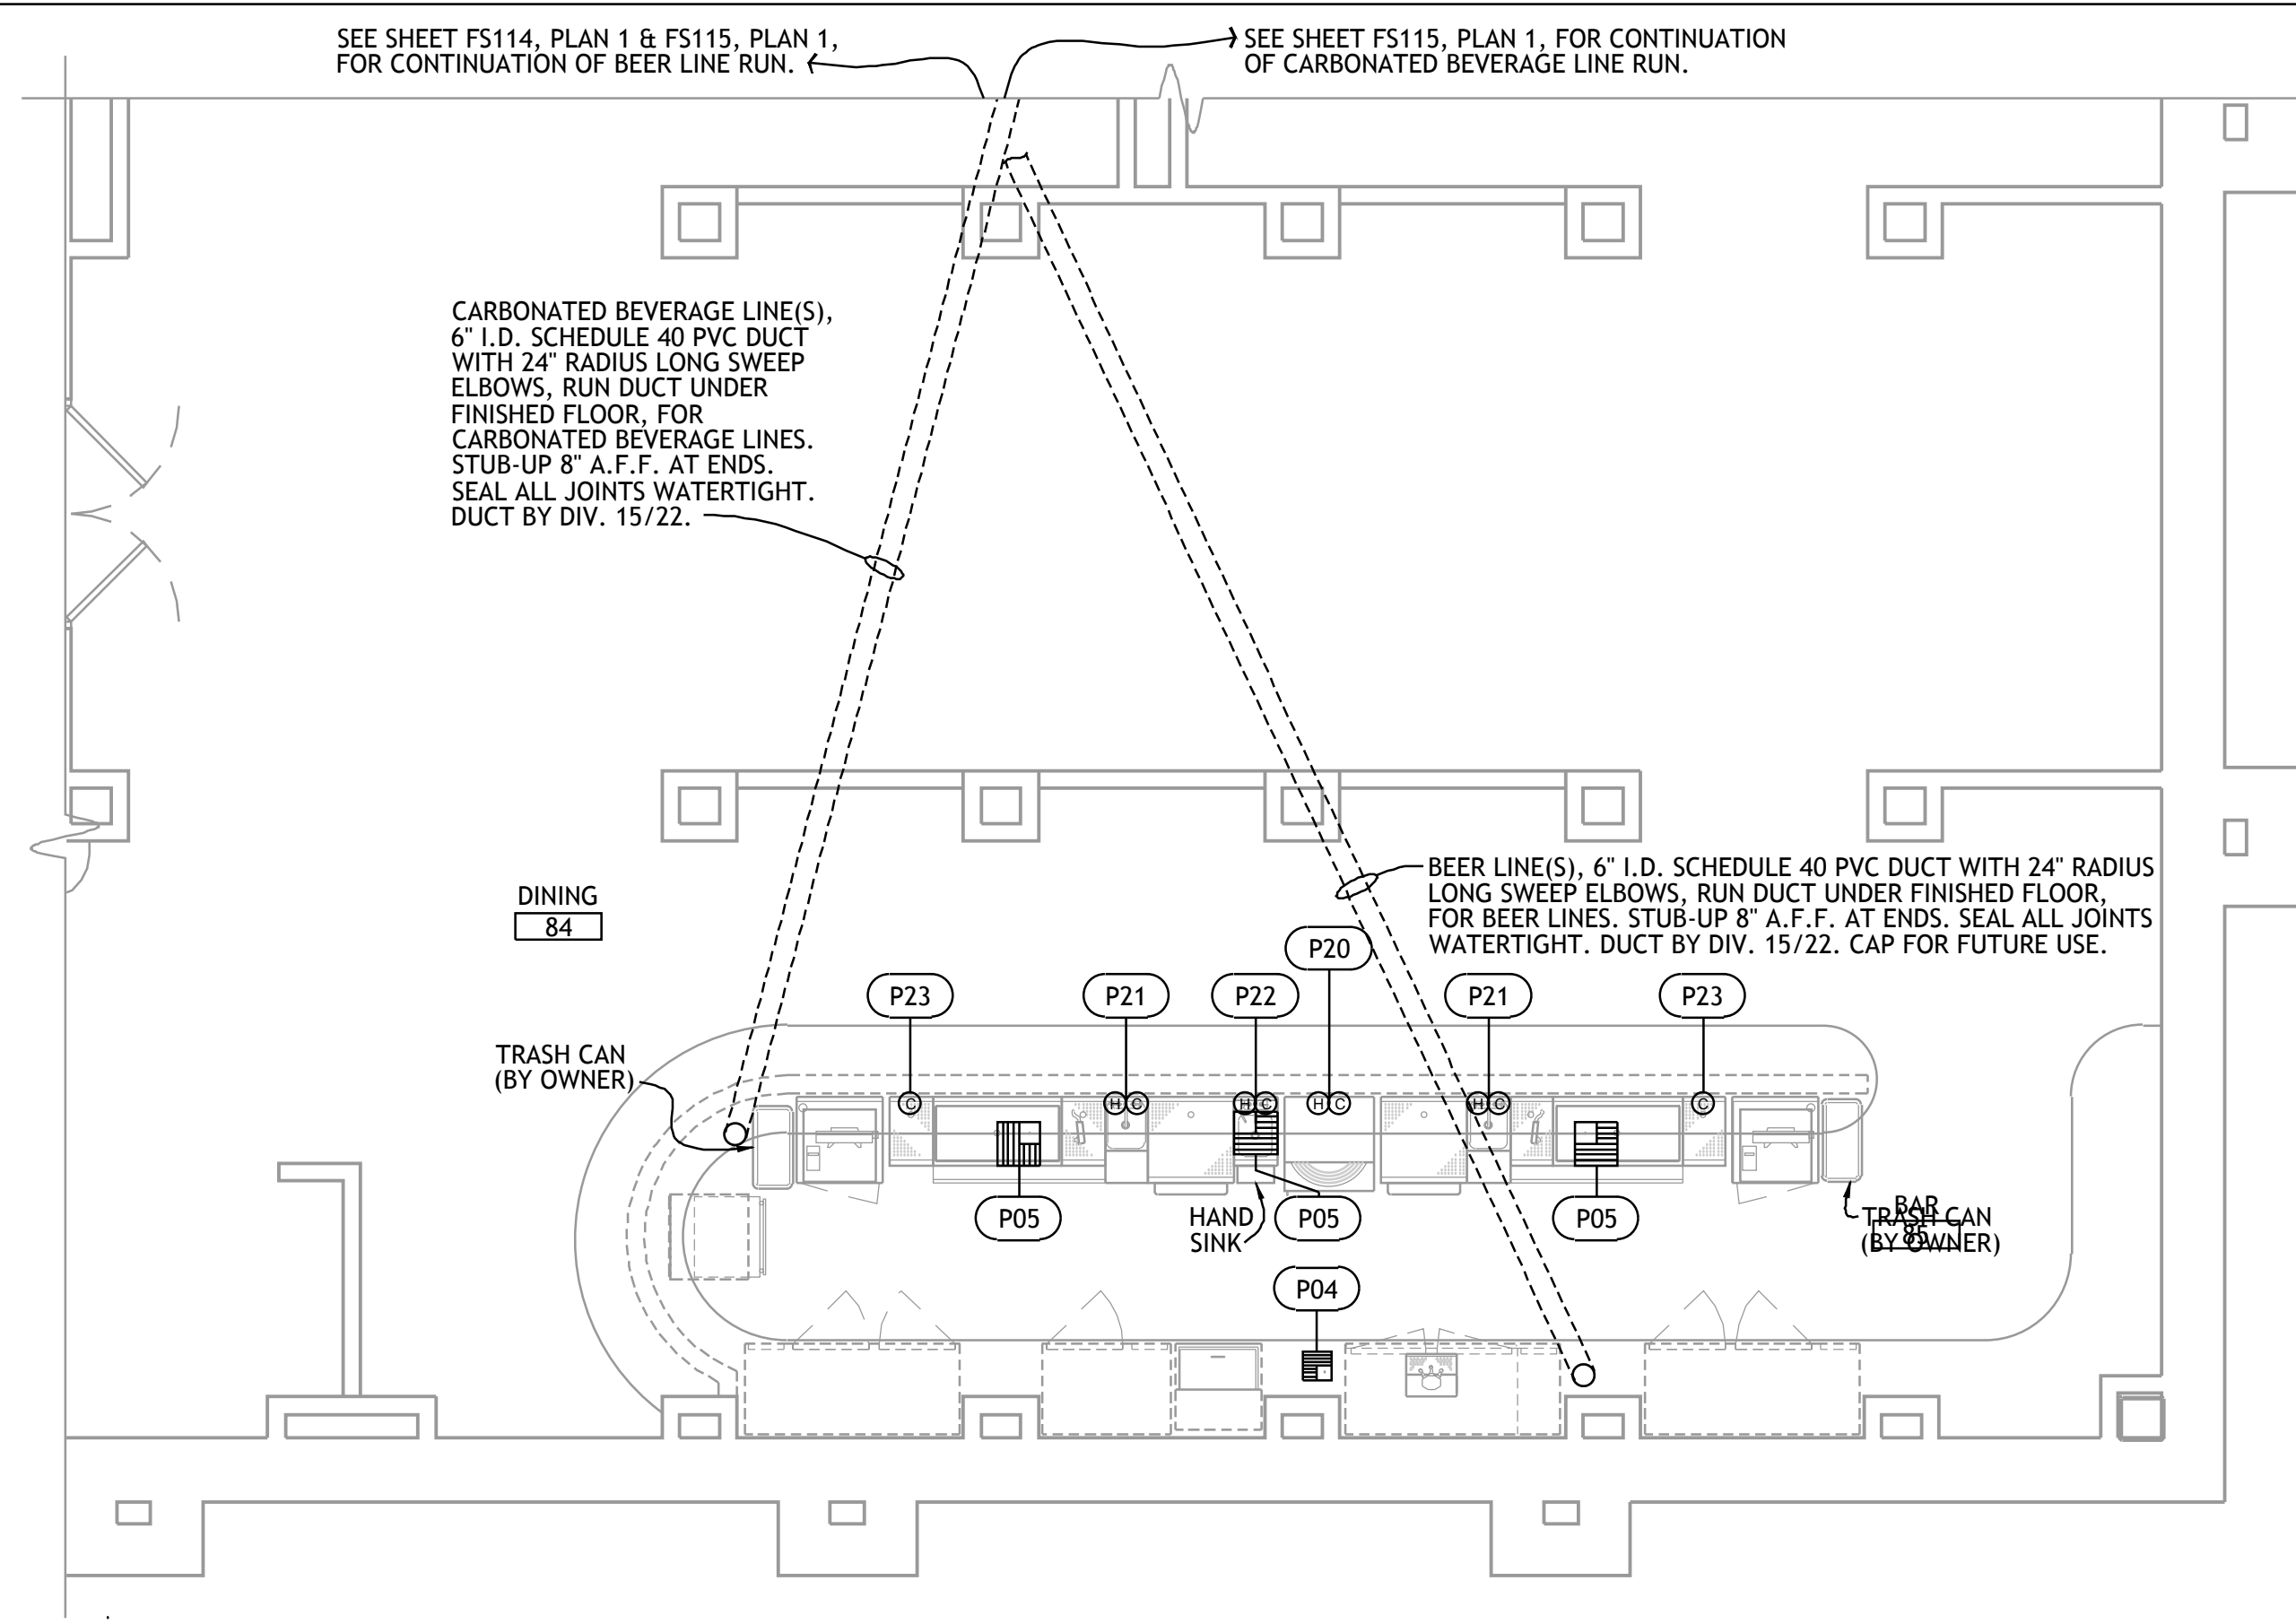 SEE SHEET FS114, PLAN 1 & FS115, PLAN 1,
FOR CONTINUATION OF BEER LINE RUN.
SEE SHEET FS115, PLAN 1, FOR CONTINUATION
OF CARBONATED BEVERAGE LINE RUN.
CARBONATED BEVERAGE LINE(S),
6" I.D. SCHEDULE 40 PVC DUCT
WITH 24" RADIUS LONG SWEEP
ELBOWS, RUN DUCT UNDER
FINISHED FLOOR, FOR
CARBONATED BEVERAGE LINES.
STUB-UP 8" A.F.F. AT ENDS.
SEAL ALL JOINTS WATERTIGHT.
DUCT BY DIV. 15/22.
BEER LINE(S), 6" I.D. SCHEDULE 40 PVC DUCT WITH 24" RADIUS
LONG SWEEP ELBOWS, RUN DUCT UNDER FINISHED FLOOR,
FOR BEER LINES. STUB-UP 8" A.F.F. AT ENDS. SEAL ALL JOINTS
WATERTIGHT. DUCT BY DIV. 15/22. CAP FOR FUTURE USE.
DINING
84
P20
P23
P21
P22
P21
P23
TRASH CAN
(BY OWNER)
C
H C
H C
H C
H C
C
P05
HAND
SINK
P05
P05
BAR
85
TRASH CAN
(BY OWNER)
P04